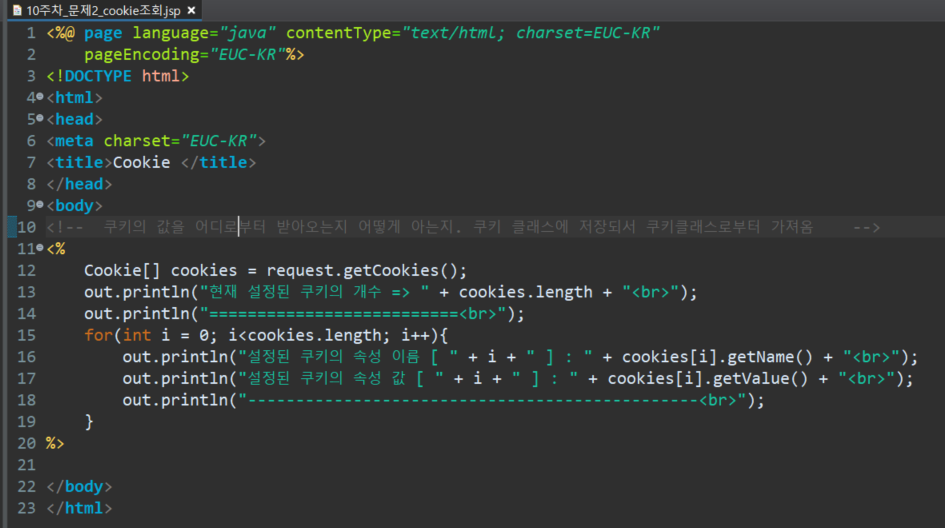 10주차_문제2_cookie조회.jsp
1 <%@ page language="java" contentType="text/html; charset=EUC-KR"
2     pageEncoding="EUC-KR"%>
3 <!DOCTYPE html>
4 <html>
5 <head>
6 <meta charset="EUC-KR">
7 <title>Cookie </title>
8 </head>
9 <body>
10 <!--  쿠키의 값을 어디로부터 받아오는지 어떻게 아는지. 쿠키 클래스에 저장되서 쿠키클래스로부터 가져옴    -->
11 <%
12     Cookie[] cookies = request.getCookies();
13     out.println("현재 설정된 쿠키의 개수 => " + cookies.length + "<br>");
14     out.println("==========================<br>");
15     for(int i = 0; i<cookies.length; i++){
16         out.println("설정된 쿠키의 속성 이름 [ " + i + " ] : " + cookies[i].getName() + "<br>");
17         out.println("설정된 쿠키의 속성 값 [ " + i + " ] : " + cookies[i].getValue() + "<br>");
18         out.println("-----------------------------------------------<br>");
19     }
20 %>
21
22 </body>
23 </html>